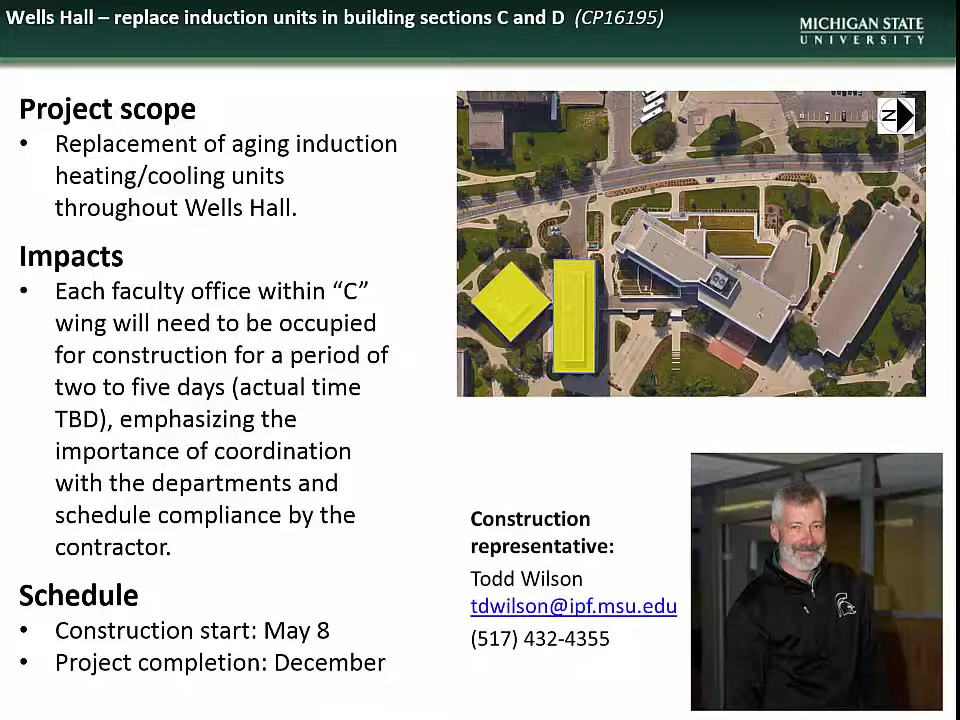 Wells Hall – replace induction units in building sections C and D (CP16195)
MICHIGAN STATE
UNIVERSITY
Project scope
• Replacement of aging induction
heating/cooling units
throughout Wells Hall.
Impacts
• Each faculty office within “C”
wing will need to be occupied
for construction for a period of
two to five days (actual time
TBD), emphasizing the
importance of coordination
with the departments and
schedule compliance by the
contractor.
Schedule
• Construction start: May 8
• Project completion: December
N
Construction
representative:
Todd Wilson
tdwilson@ipf.msu.edu
(517) 432-4355